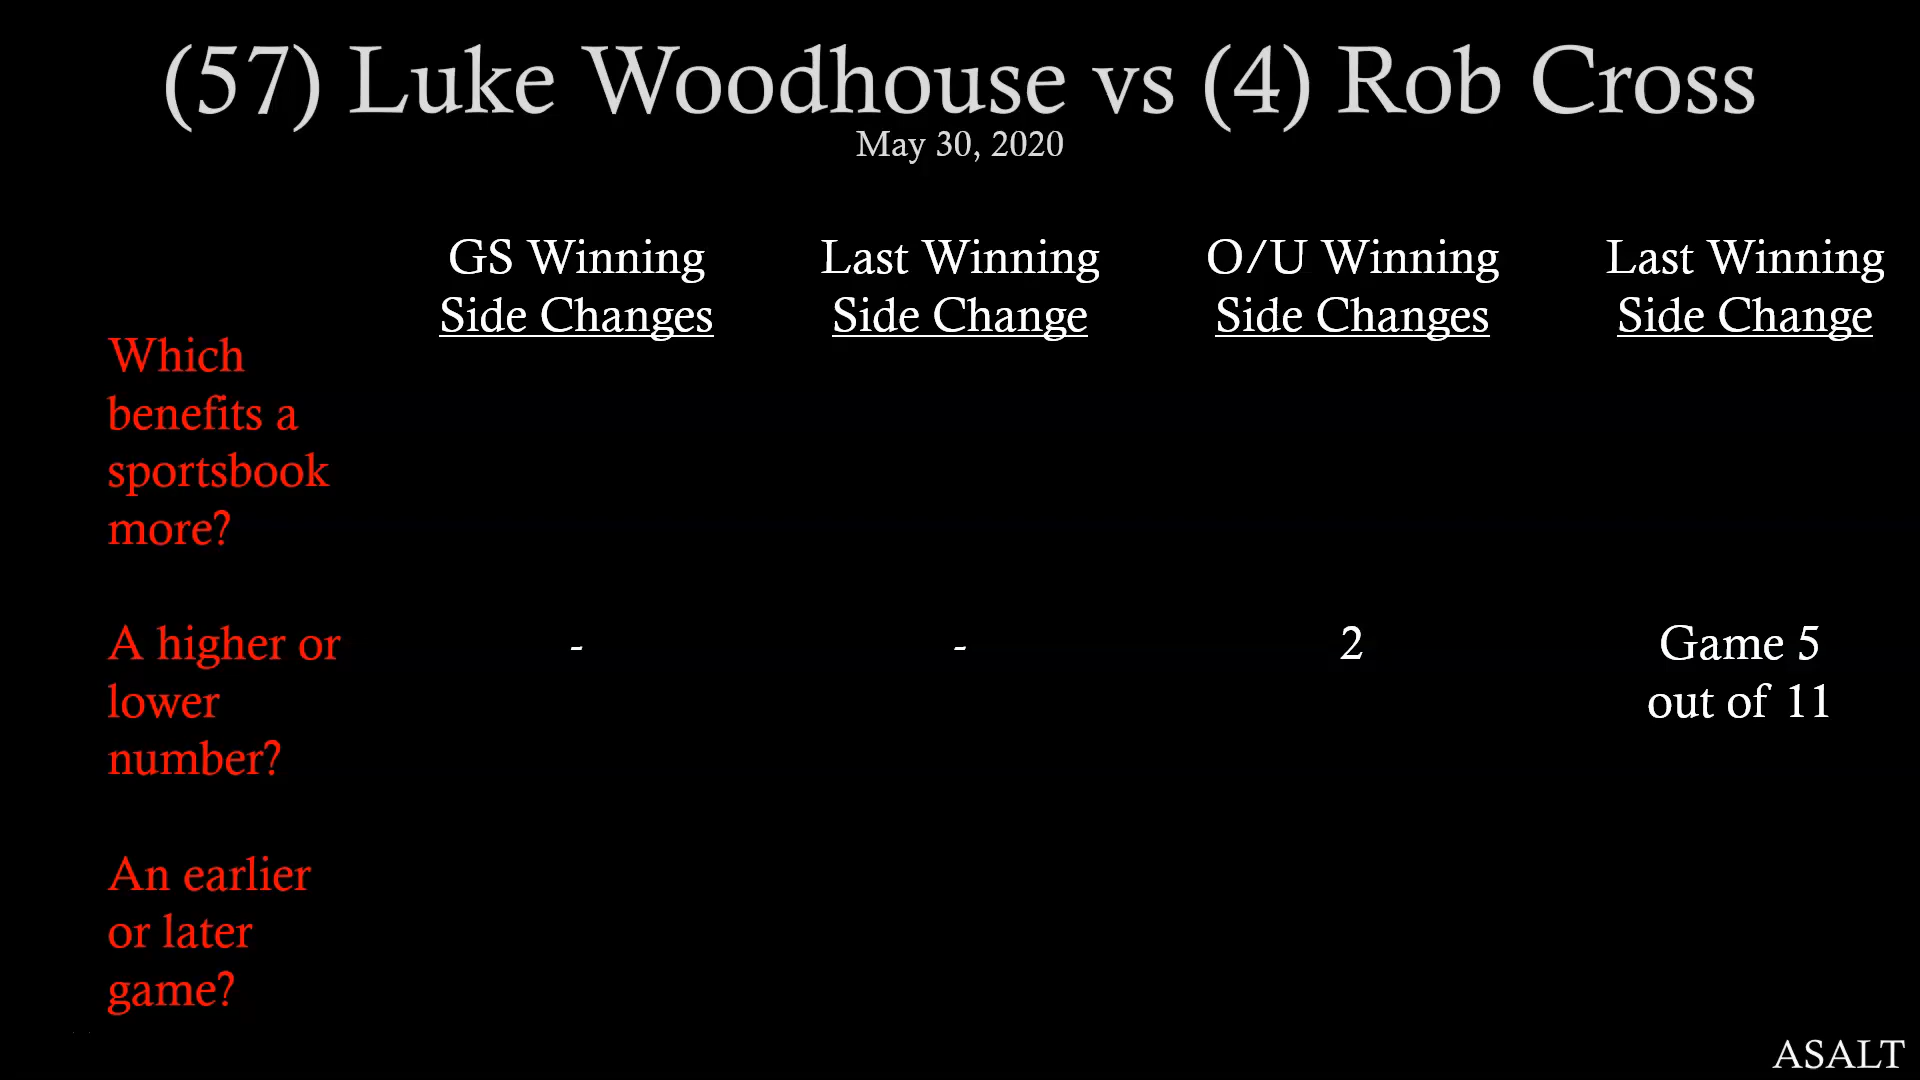 (57) Luke Woodhouse vs (4) Rob Cross
May 30, 2020
GS Winning
Side Changes
Last Winning
Side Change
O/U Winning
Side Changes
Last Winning
Side Change
Which
benefits a
sportsbook
more?
A higher or
lower
number?
-
-
2
Game 5
out of 11
An earlier
or later
game?
ASALT